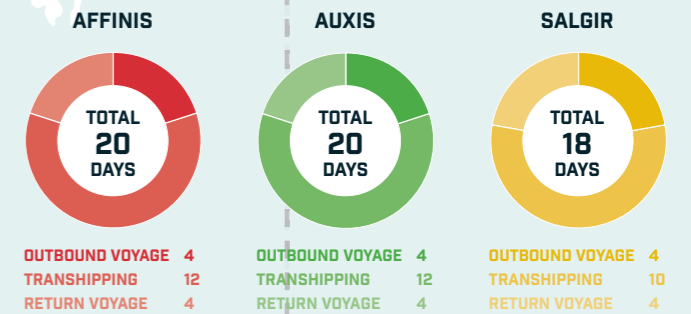 AFFINIS
TOTAL
20
DAYS
OUTBOUND VOYAGE 4
TRANSHIPPING 12
RETURN VOYAGE 4
AUXIS
TOTAL
20
DAYS
OUTBOUND VOYAGE 4
TRANSHIPPING 12
RETURN VOYAGE 4
SALGIR
TOTAL
18
DAYS
OUTBOUND VOYAGE 4
TRANSHIPPING 10
RETURN VOYAGE 4